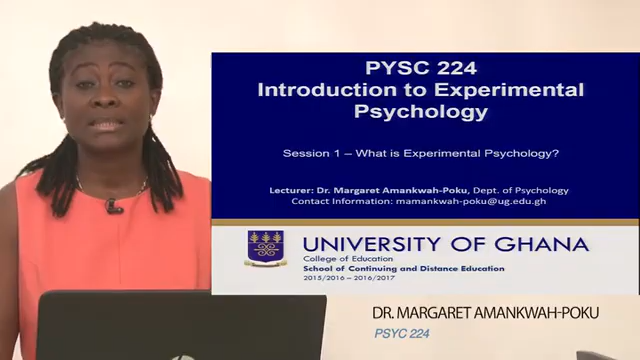 PYSC 224
Introduction to Experimental
Psychology
Session 1 – What is Experimental Psychology?
Lecturer: Dr. Margaret Amankwah-Poku, Dept. of Psychology
Contact Information: mamankwah-poku@ug.edu.gh
UNIVERSITY OF GHANA
College of Education
School of Continuing and Distance Education
2015/2016 – 2016/2017
DR. MARGARET AMANKWAH-POKU
PSYC 224